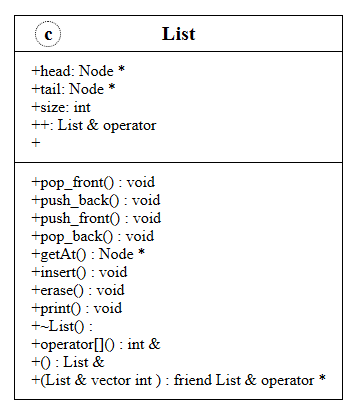 c List
+head: Node *
+tail: Node *
+size: int
++: List & operator
+
+pop_front() : void
+push_back() : void
+push_front() : void
+pop_back() : void
+getAt() : Node *
+insert() : void
+erase() : void
+print() : void
+~List() :
+operator[]() : int &
+() : List &
+(List & vector int ) : friend List & operator *